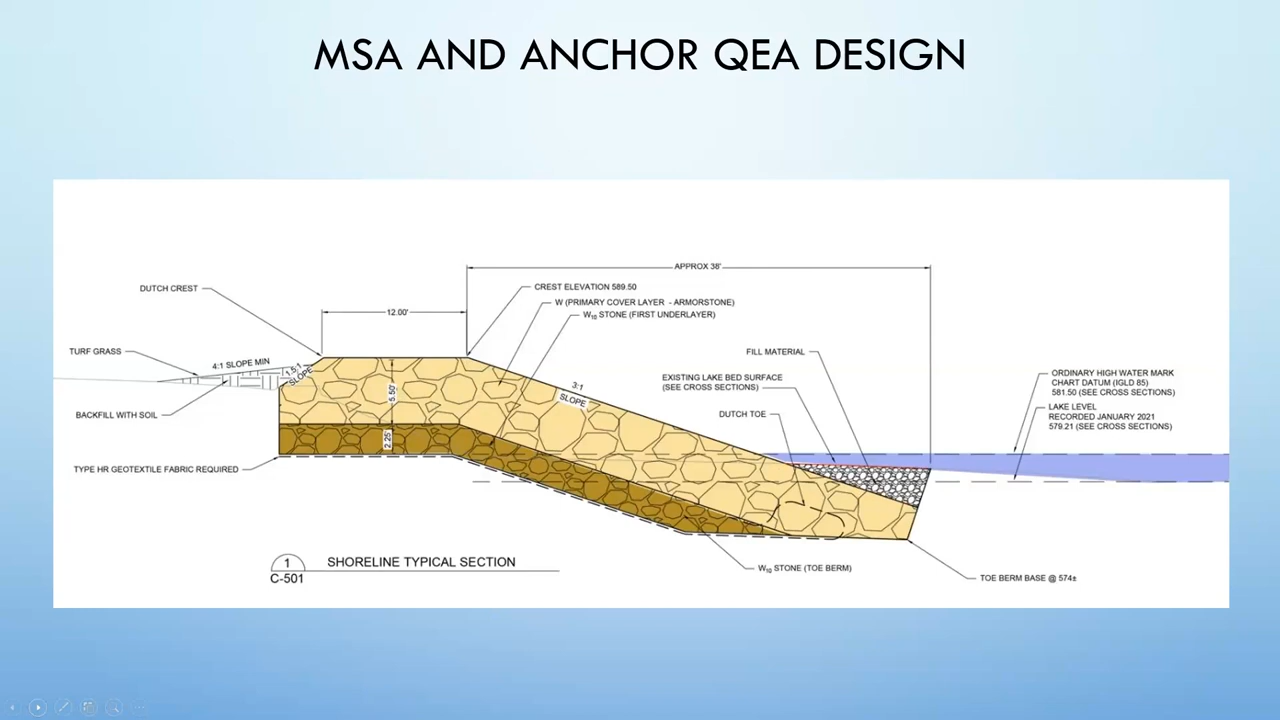 MSA AND ANCHOR QEA DESIGN
APPROX 38'
DUTCH CREST
CREST ELEVATION 589.50
W (PRIMARY COVER LAYER - ARMORSTONE)
12.00'
W10 STONE (FIRST UNDERLAYER)
TURF GRASS
4:1 SLOPE MIN
1.5:1
SLOPE
FILL MATERIAL
ORDINARY HIGH WATER MARK
CHART DATUM (IGLD 85)
581.50 (SEE CROSS SECTIONS)
EXISTING LAKE BED SURFACE
(SEE CROSS SECTIONS)
3:1
SLOPE
5.50'
LAKE LEVEL
RECORDED JANUARY 2021
579.21 (SEE CROSS SECTIONS)
BACKFILL WITH SOIL
DUTCH TOE
2.25'
TYPE HR GEOTEXTILE FABRIC REQUIRED
1
SHORELINE TYPICAL SECTION
C-501
W10 STONE (TOE BERM)
TOE BERM BASE @ 574±